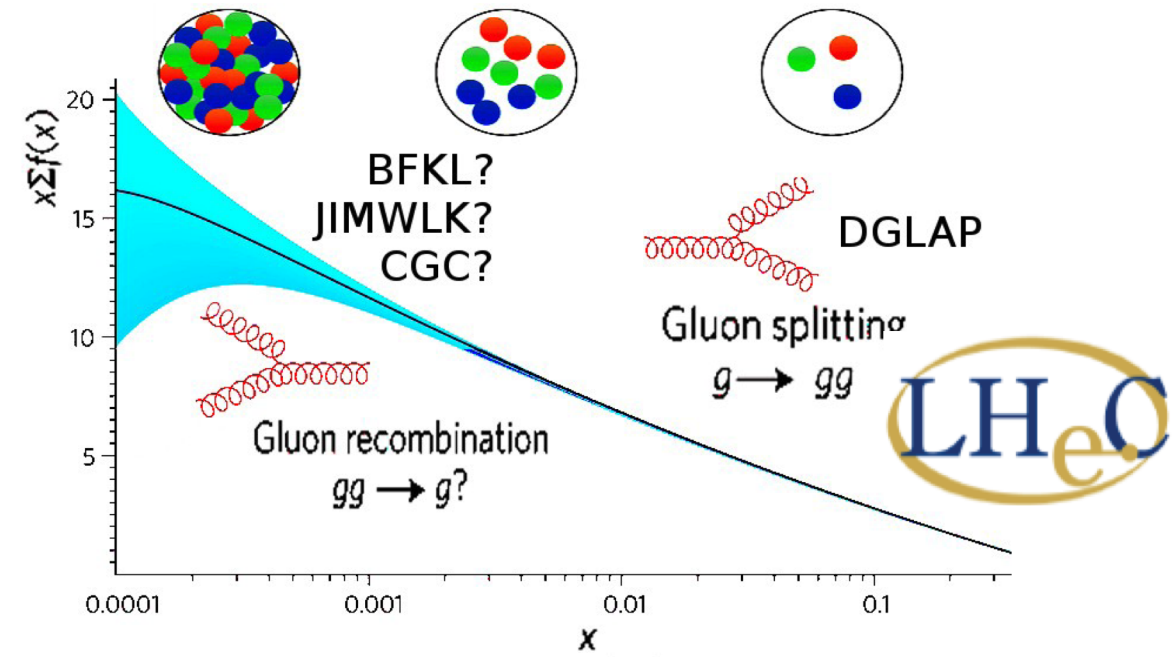 20
15
10
5
xΣf(x)
BFKL?
JIMWLK?
CGC?
DGLAP
Gluon splitting
g → gg
LHeC
Gluon recombination
gg → g?
0.0001
0.001
0.01
0.1
x